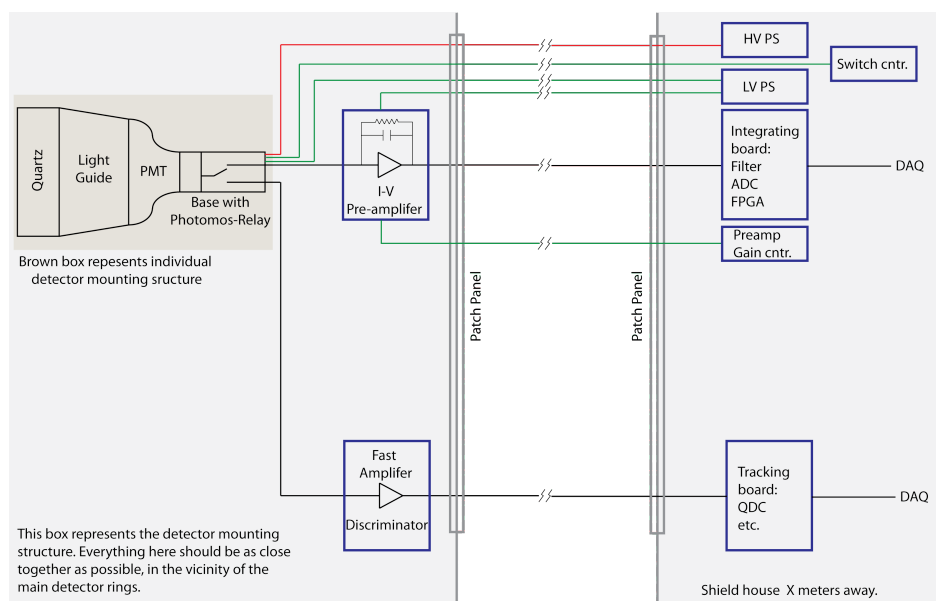 HV PS
Switch cntr.
LV PS
Quartz
Light
Guide
PMT
Base with
Photomos-Relay
I-V
Pre-amplifer
Integrating
board:
Filter
ADC
FPGA
DAQ
Preamp
Gain cntr.
Brown box repesents individual
detector mounting sructure
Patch Panel
Patch Panel
Fast
Amplifer
Discriminator
Tracking
board:
QDC
etc.
DAQ
This box represents the detector mounting
structure. Everything here should be as close
together as possible, in the vicinity of the
main detector rings.
Shield house X meters away.